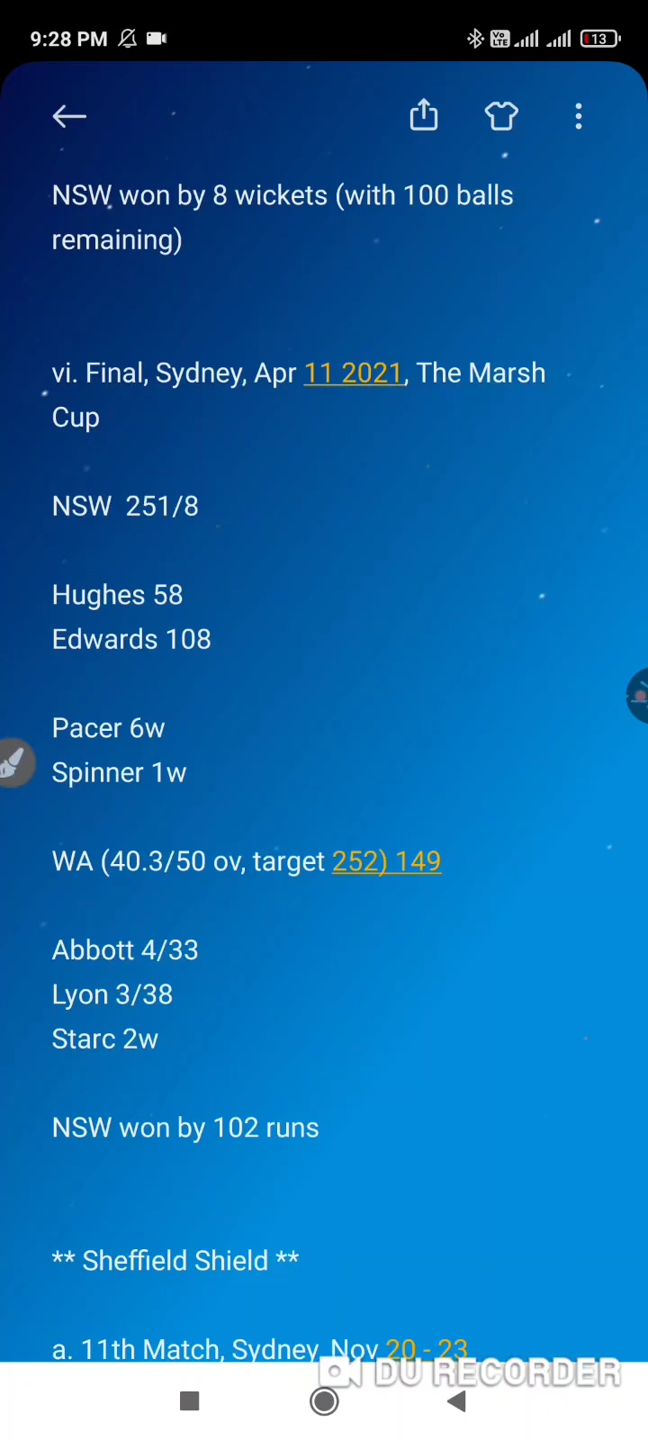 9:28 PM
Vo LTE
13
NSW won by 8 wickets (with 100 balls
remaining)
vi. Final, Sydney, Apr 11 2021, The Marsh
Cup
NSW  251/8
Hughes 58
Edwards 108
Pacer 6w
Spinner 1w
WA (40.3/50 ov, target 252) 149
Abbott 4/33
Lyon 3/38
Starc 2w
NSW won by 102 runs
** Sheffield Shield **
a. 11th Match, Sydney, Nov 20 - 23
DU RECORDER